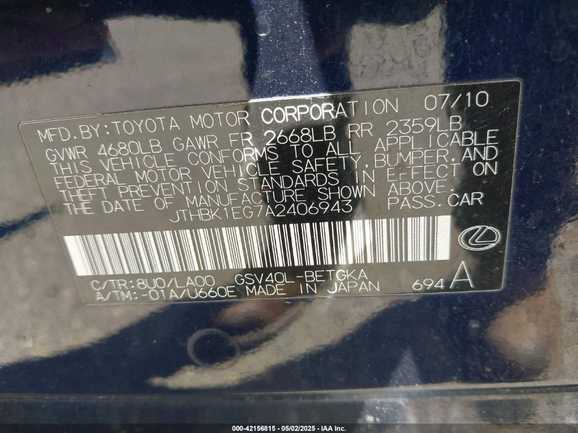 MFD.BY:TOYOTA MOTOR CORPORATION 07/10
GVWR 4680LB GAWR FR 2668LB RR 2359LB
THIS VEHICLE CONFORMS TO ALL APPLICABLE
FEDERAL MOTOR VEHICLE SAFETY, BUMPER, AND
THEFT PREVENTION STANDARDS IN EFFECT ON
THE DATE OF MANUFACTURE SHOWN ABOVE.
JTHBK1EG7A2406943 PASS.CAR
C/TR:8U0/LA00 GSV40L-BETGKA
A/TM:-01A/U660E MADE IN JAPAN 694 A
000-42156815 - 05/02/2025 - IAA Inc.